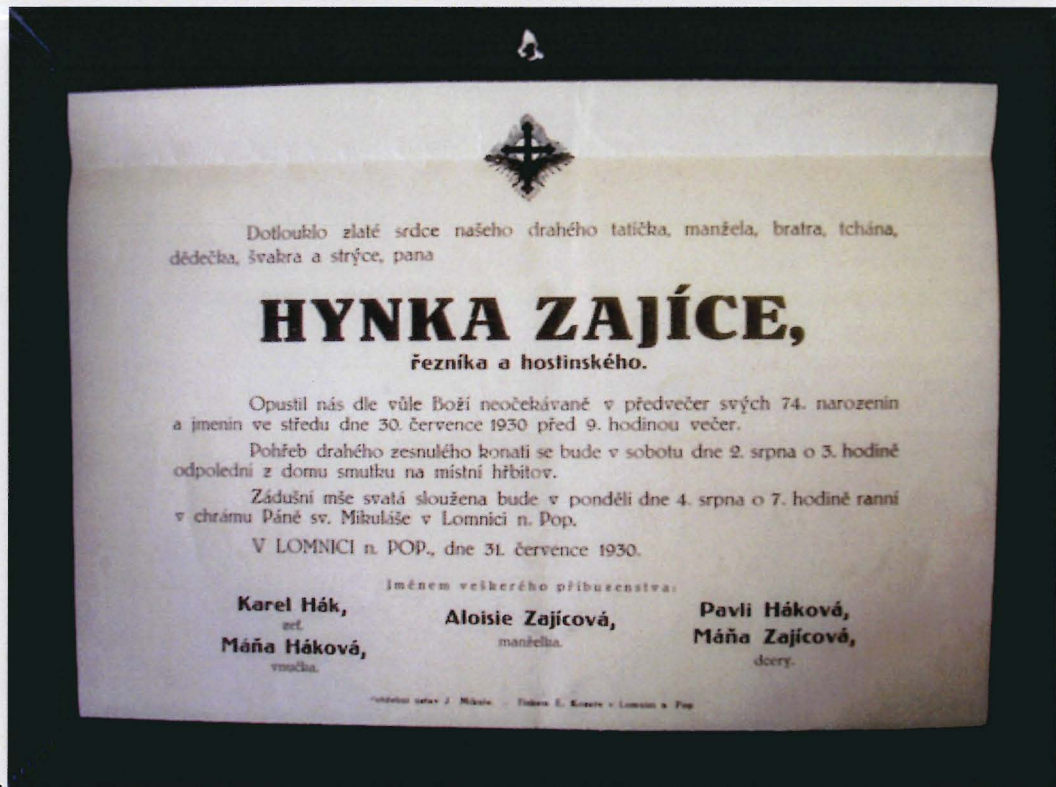 Dotlouklo zlaté srdce našeho drahého tatíčka, manžela, bratra, tchána,
dědečka, švakra a strýce, pana
HYNKA ZAJÍCE,
řezníka a hostinského.
Opustil nás dle vůle Boží neočekávaně v předvečer svých 74. narozenin
a jmenin ve středu dne 30. července 1930 před 9. hodinou večer.
Pohřeb drahého zesnulého konati se bude v sobotu dne 2. srpna o 3. hodině
odpolední z domu smutku na místní hřbitov.
Zádušní mše svatá sloužena bude v pondělí dne 4. srpna o 7. hodině ranní
v chrámu Páně sv. Mikuláše v Lomnici n. Pop.
V LOMNICI n. POP., dne 31. července 1930.
Jménem veškerého příbuzenstva:
Karel Hák,
zeť.
Máňa Háková,
vnučka.
Aloisie Zajícová,
manželka.
Pavli Háková,
Máňa Zajícová,
dcery.
ústav J. Mikule. – Tiskem E. v Lomnici n. Pop